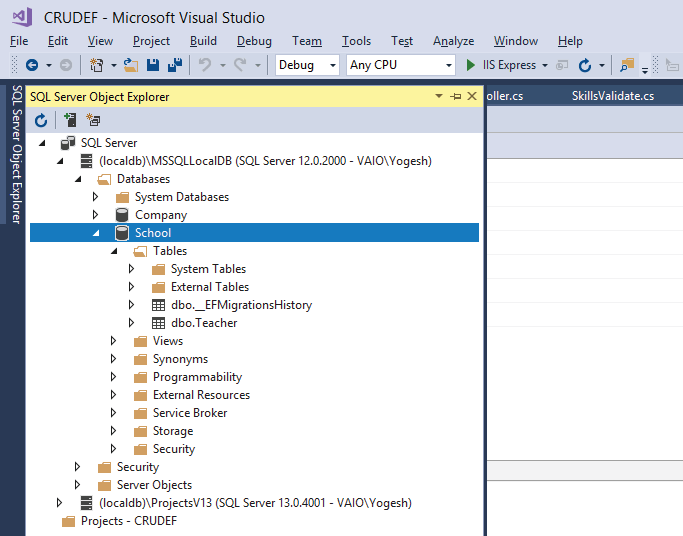 CRUDEF - Microsoft Visual Studio
File Edit View Project Build Debug Team Tools Test Analyze Window Help
Debug Any CPU IIS Express
SQL Server Object Explorer
SQL Server Object Explorer
oller.cs SkillsValidate.cs
SQL Server
(localdb)\MSSQLLocalDB (SQL Server 12.0.2000 - VAIO\Yogesh)
Databases
System Databases
Company
School
Tables
System Tables
External Tables
dbo.__EFMigrationsHistory
dbo.Teacher
Views
Synonyms
Programmability
External Resources
Service Broker
Storage
Security
Security
Server Objects
(localdb)\ProjectsV13 (SQL Server 13.0.4001 - VAIO\Yogesh)
Projects - CRUDEF